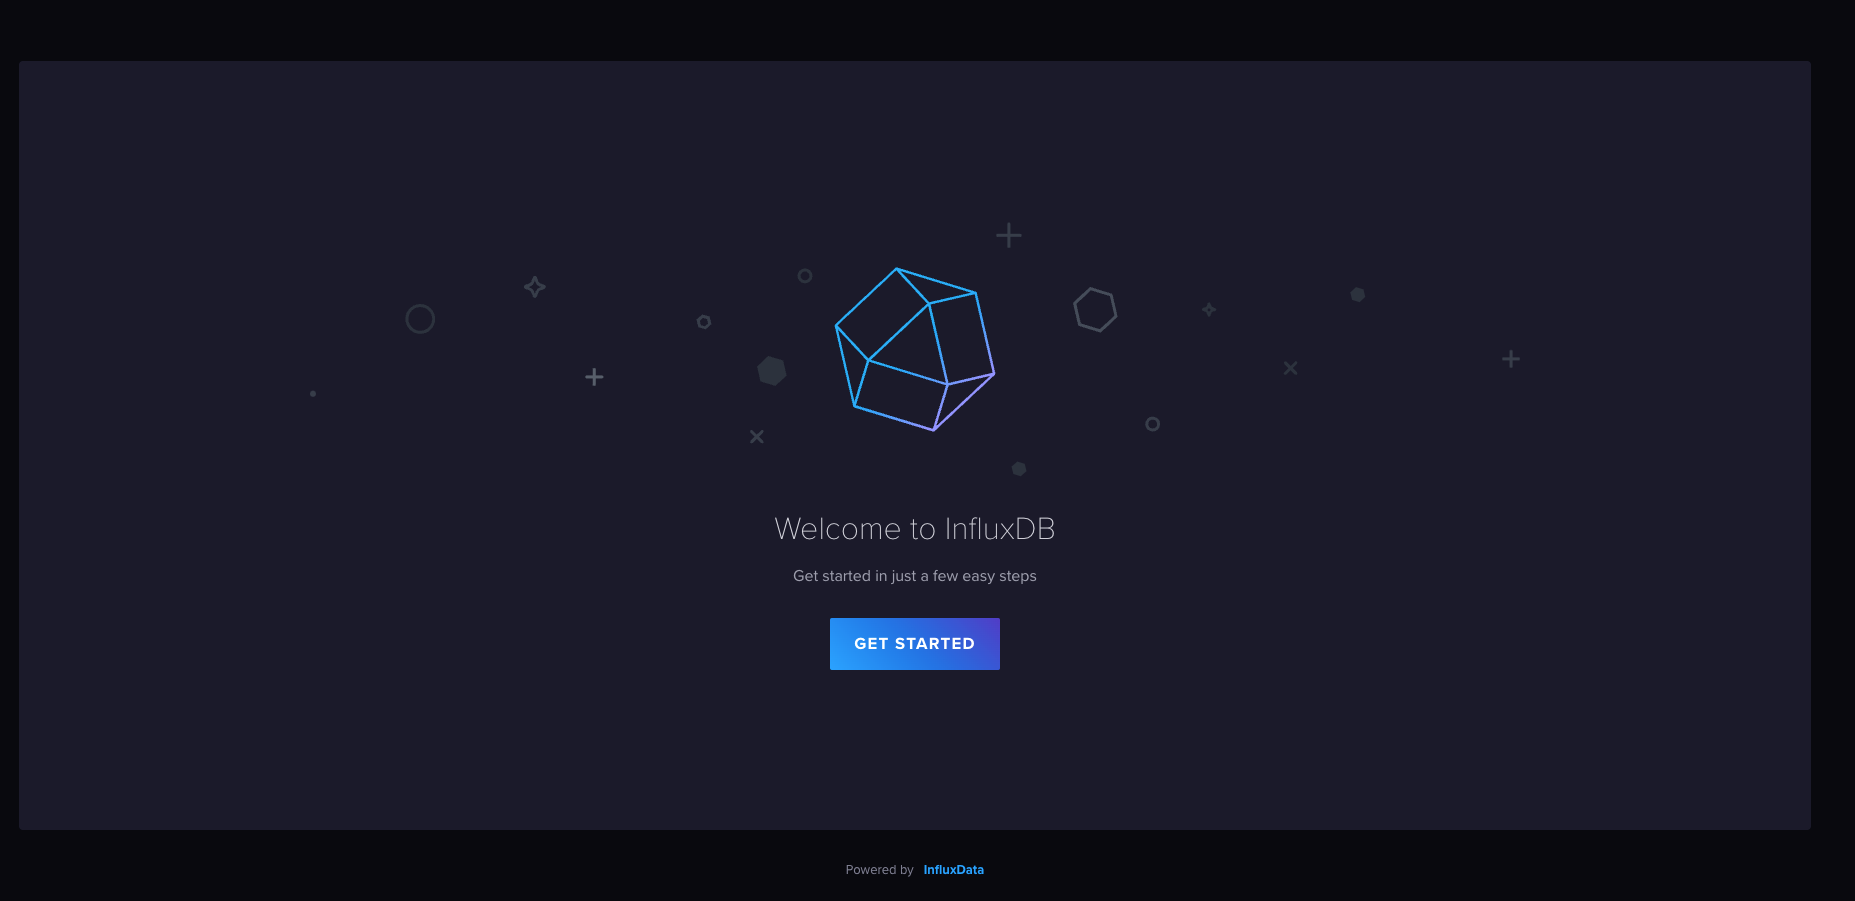 Welcome to InfluxDB
Get started in just a few easy steps
GET STARTED
Powered by InfluxData